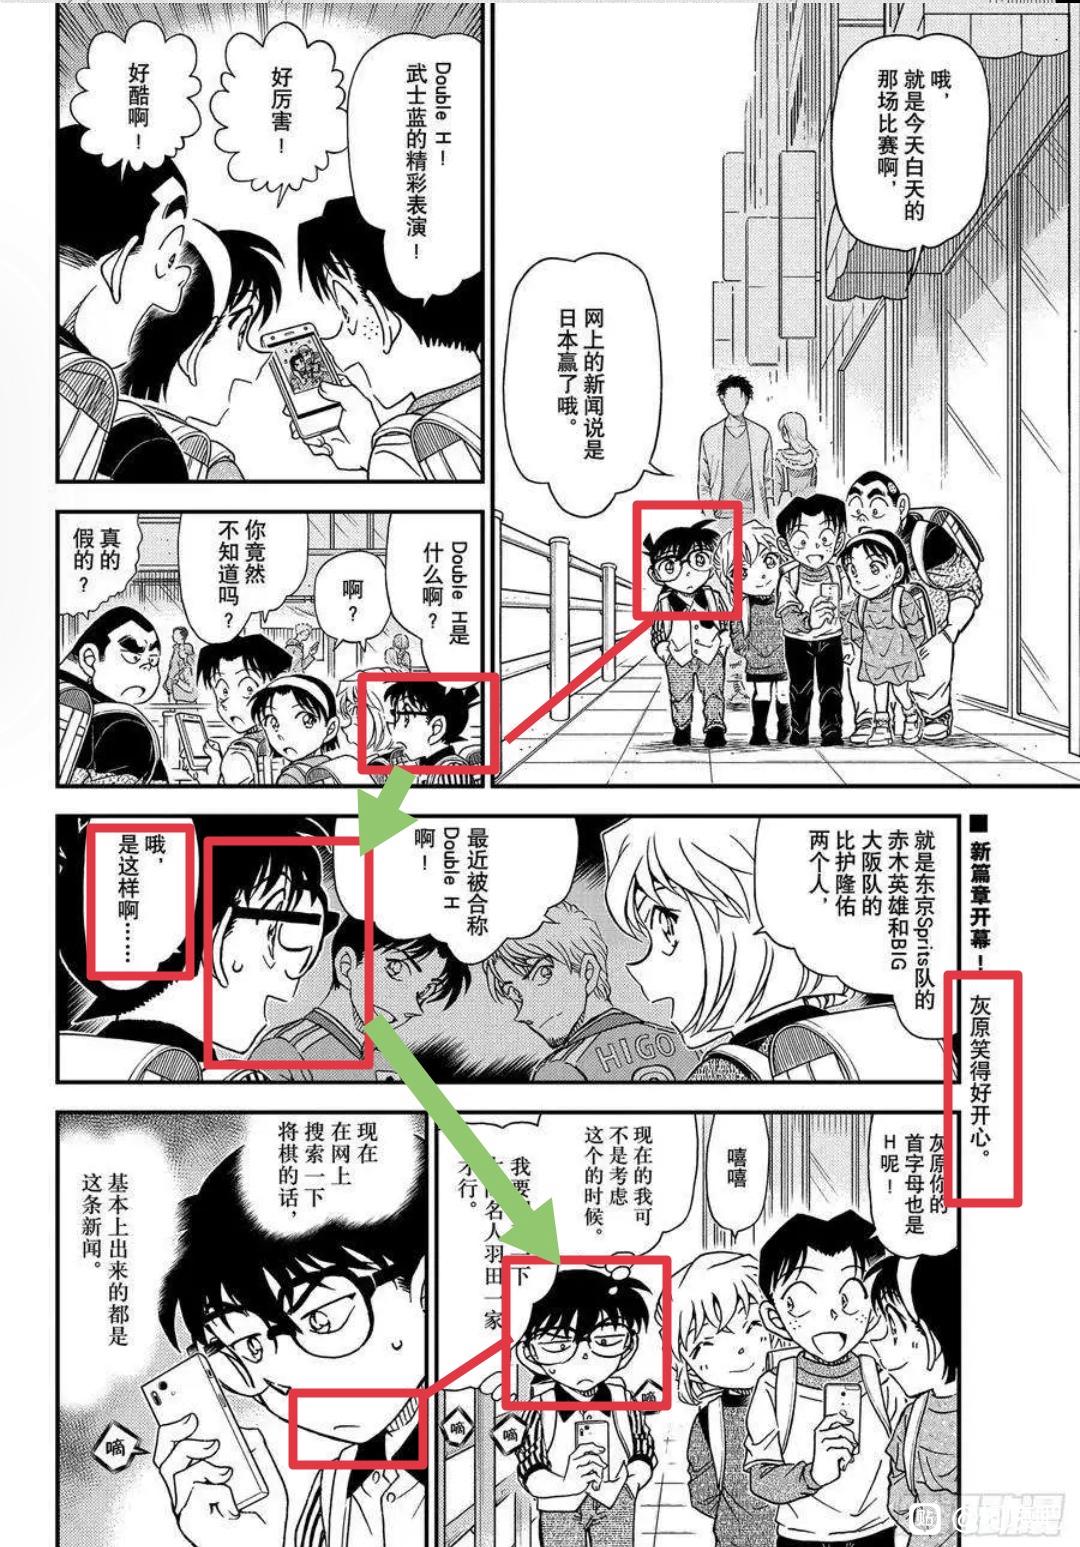 哦，
就是今天白天的
那场比赛啊，
网上的新闻说是
日本赢了哦。
Double H！
武士蓝的精彩表演！
好厉害！
好酷啊！
Double H是
什么啊？
啊？
你竟然
不知道吗？
真的
假的？
■新篇章开幕！灰原笑得好开心。
就是东京Sprits队的
赤木英雄和BIG
大阪队的
比护隆佑
两个人，
最近被合称
Double H
啊！
HIGO
哦，
是这样啊……
灰原你的
首字母也是
H呢！
嘻嘻
现在的我可
不是考虑
这个的时候。
我要
一下
名人羽田一家
不行。
嘀
嘀
嘀
现在
在网上
搜索一下
将棋的话，
基本上出来的都是
这条新闻。
嘀
贴